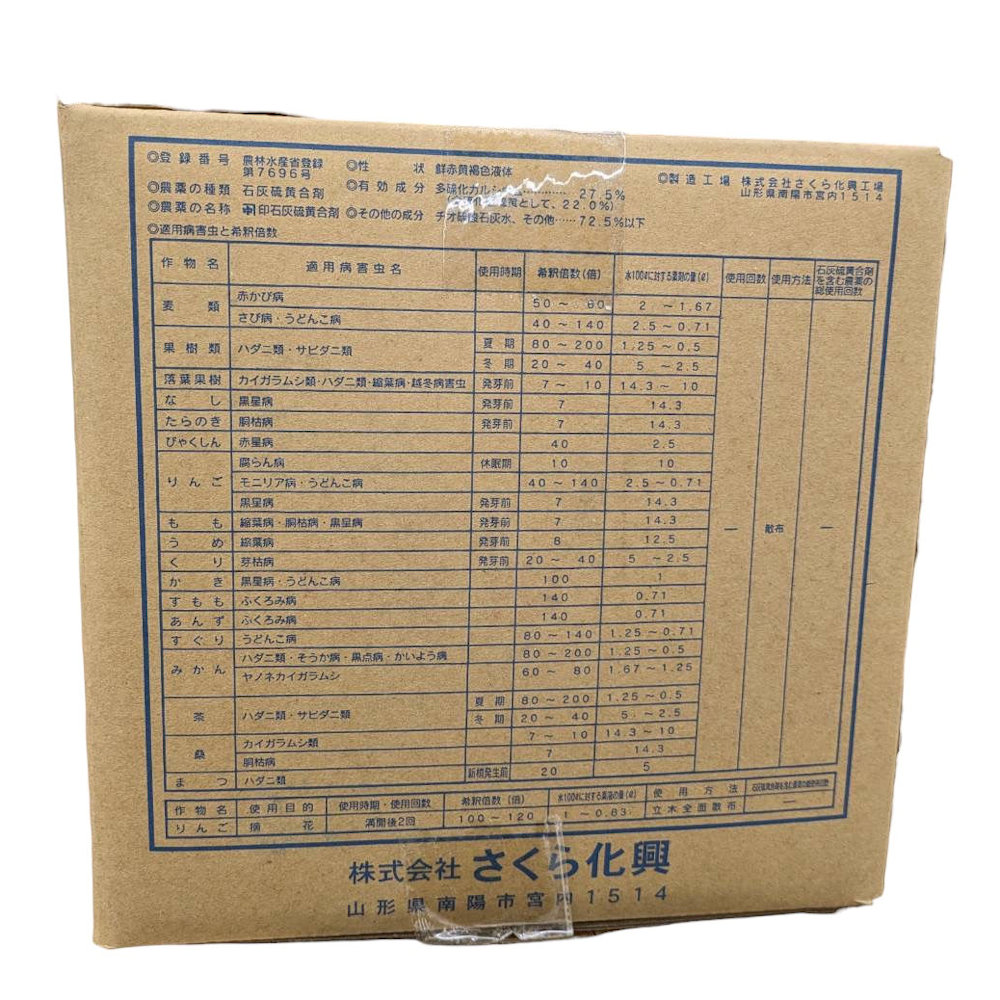 ◎登録番号 農林水産省登録
第7696号
◎性状 鮮赤黄褐色液体
◎製造工場 株式会社さくら化興工場
山形県南陽市宮内1514
◎農薬の種類 石灰硫黄合剤
◎有効成分 多硫化カルシ 27.5%
として、22.0%)
◎農薬の名称 印石灰硫黄合剤
◎その他の成分 チオ硫酸石灰水、その他……72.5%以下
◎適用病害虫と希釈倍数
作物名 適用病害虫名 使用時期 希釈倍数(倍) 水100ℓに対する薬剤の量(ℓ) 使用回数 使用方法 石灰硫黄合剤を含む農薬の総使用回数
麦類 赤かび病 50～60 2～1.67
さび病・うどんこ病 40～140 2.5～0.71
果樹類 ハダニ類・サビダニ類 夏期 80～200 1.25～0.5
冬期 20～40 5～2.5
落葉果樹 カイガラムシ類・ハダニ類・縮葉病・越冬病害虫 発芽前 7～10 14.3～10
なし 黒星病 発芽前 7 14.3
たらのき 胴枯病 発芽前 7 14.3
びゃくしん 赤星病 40 2.5
りんご 腐らん病 休眠期 10 10
モニリア病・うどんこ病 40～140 2.5～0.71
黒星病 発芽前 7 14.3
もも 縮葉病・胴枯病・黒星病 発芽前 7 14.3
うめ 縮葉病 発芽前 8 12.5
― 散布 ―
くり 芽枯病 発芽前 20～40 5～2.5
かき 黒星病・うどんこ病 100 1
すもも ふくろみ病 140 0.71
あんず ふくろみ病 140 0.71
すぐり うどんこ病 80～140 1.25～0.71
みかん ハダニ類・そうか病・黒点病・かいよう病 80～200 1.25～0.5
ヤノネカイガラムシ 60～80 1.67～1.25
茶 ハダニ類・サビダニ類 夏期 80～200 1.25～0.5
冬期 20～40 5～2.5
桑 カイガラムシ類 7～10 14.3～10
胴枯病 7 14.3
まつ ハダニ類 新梢発生前 20 5
作物名 使用目的 使用時期・使用回数 希釈倍数(倍) 水100ℓに対する薬液の量(ℓ) 使用方法 石灰硫黄合剤を含む農薬の総使用回数
りんご 摘花 満開後2回 100～120 1～0.83 立木全面散布 ―
株式会社 さくら化興
山形県南陽市宮内1514